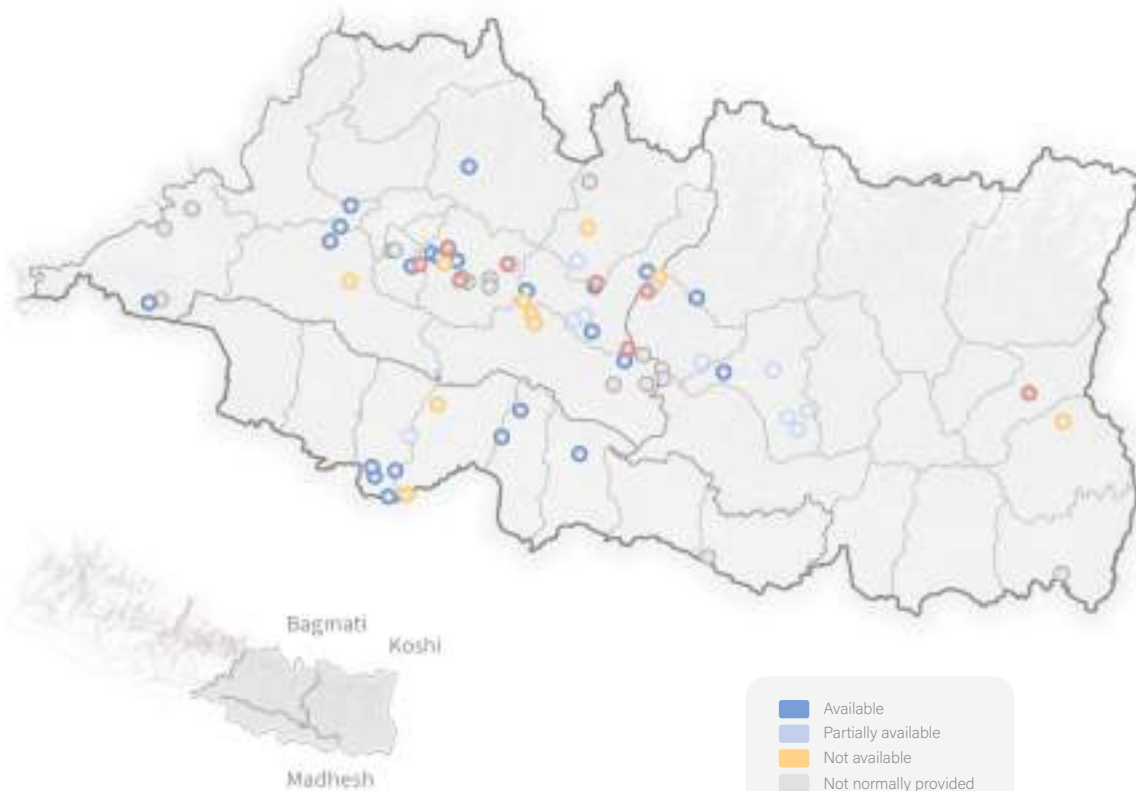 Bagmati
Koshi
Madhesh
Available
Partially available
Not available
Not normally provided